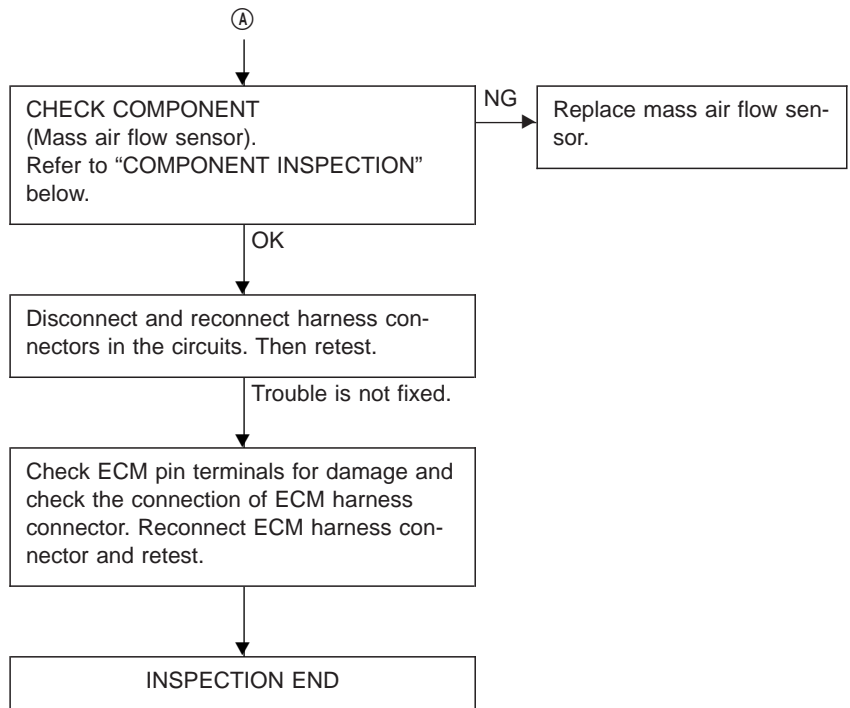 Ⓐ
CHECK COMPONENT
(Mass air flow sensor).
Refer to “COMPONENT INSPECTION”
below.
NG
Replace mass air flow sen-
sor.
OK
Disconnect and reconnect harness con-
nectors in the circuits. Then retest.
Trouble is not fixed.
Check ECM pin terminals for damage and
check the connection of ECM harness
connector. Reconnect ECM harness con-
nector and retest.
INSPECTION END